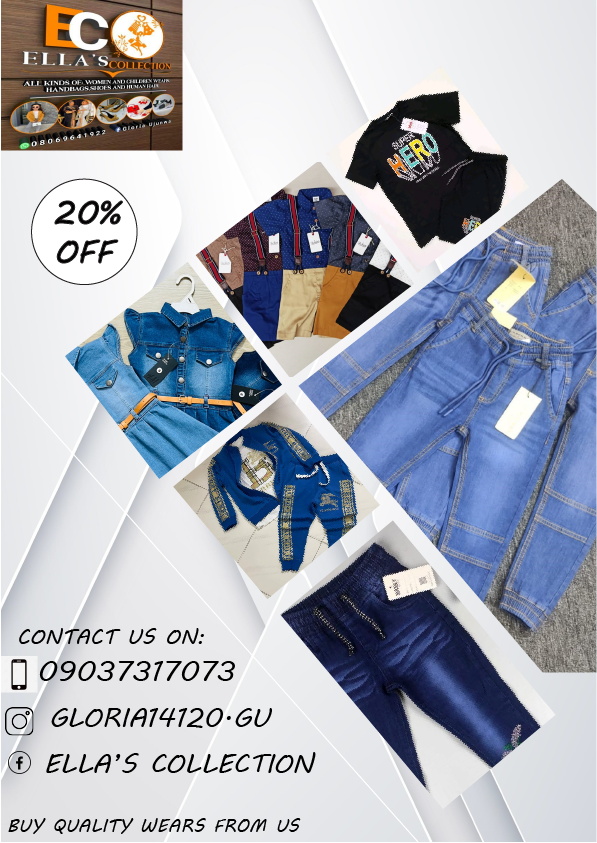 EC
ELLA'S COLLECTION
ALL KINDS OF: WOMEN AND CHILDREN WEARS,
HANDBAGS, SHOES AND HUMAN HAIR
08069641922
20%
OFF
SUPER
HERO
CONTACT US ON:
09037317073
GLORIA14120.GU
ELLA'S COLLECTION
BUY QUALITY WEARS FROM US